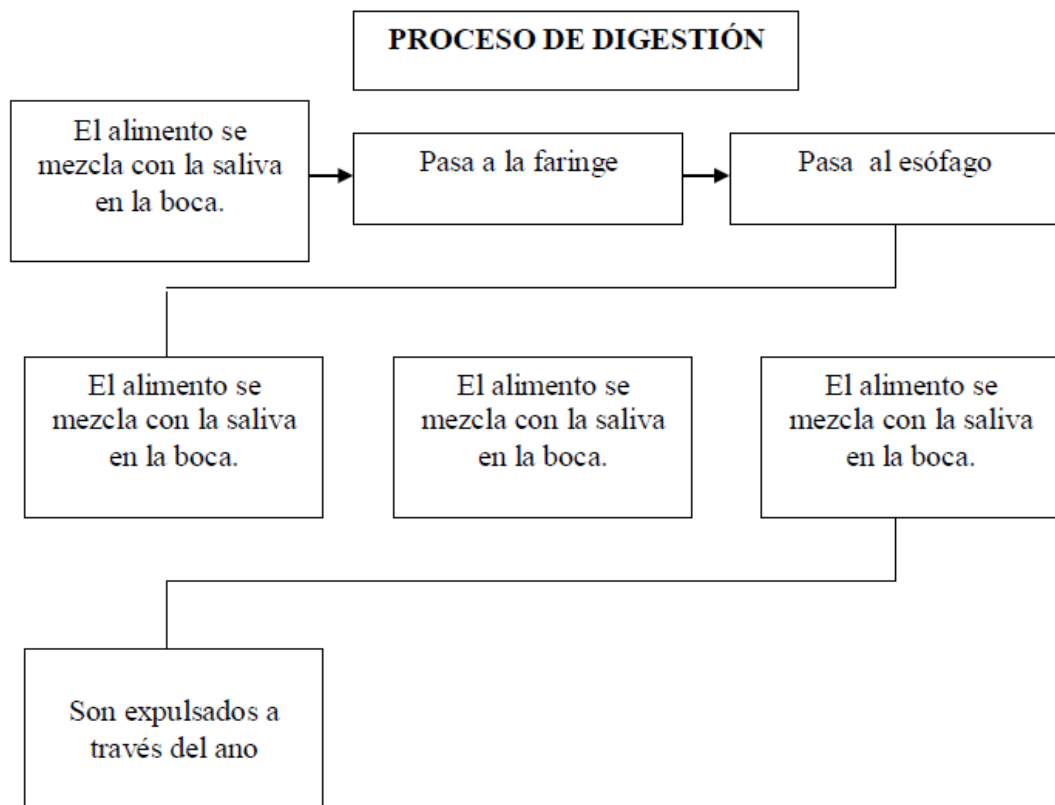 PROCESO DE DIGESTIÓN
El alimento se
mezcla con la saliva
en la boca.
Pasa a la faringe
Pasa al esófago
El alimento se
mezcla con la saliva
en la boca.
El alimento se
mezcla con la saliva
en la boca.
El alimento se
mezcla con la saliva
en la boca.
Son expulsados a
través del ano